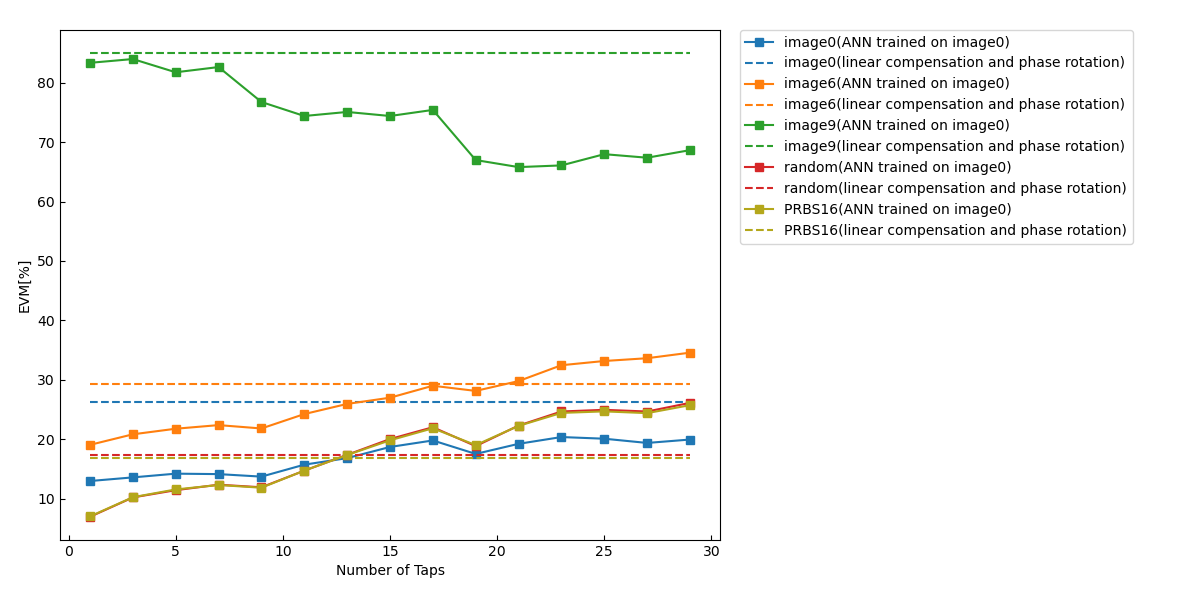 EVM[%]
80
70
60
50
40
30
20
10
0 5 10 15 20 25 30
Number of Taps
image0(ANN trained on image0)
image0(linear compensation and phase rotation)
image6(ANN trained on image0)
image6(linear compensation and phase rotation)
image9(ANN trained on image0)
image9(linear compensation and phase rotation)
random(ANN trained on image0)
random(linear compensation and phase rotation)
PRBS16(ANN trained on image0)
PRBS16(linear compensation and phase rotation)